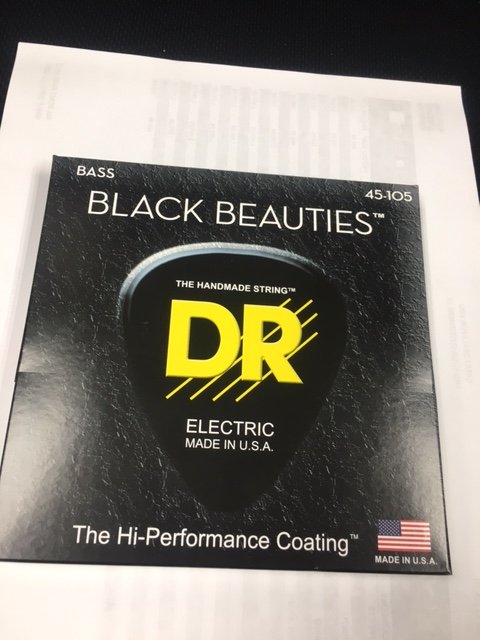 BASS
45-105
BLACK BEAUTIES™
THE HANDMADE STRING™
DR
ELECTRIC
MADE IN U.S.A.
The Hi-Performance Coating™
MADE IN U.S.A.